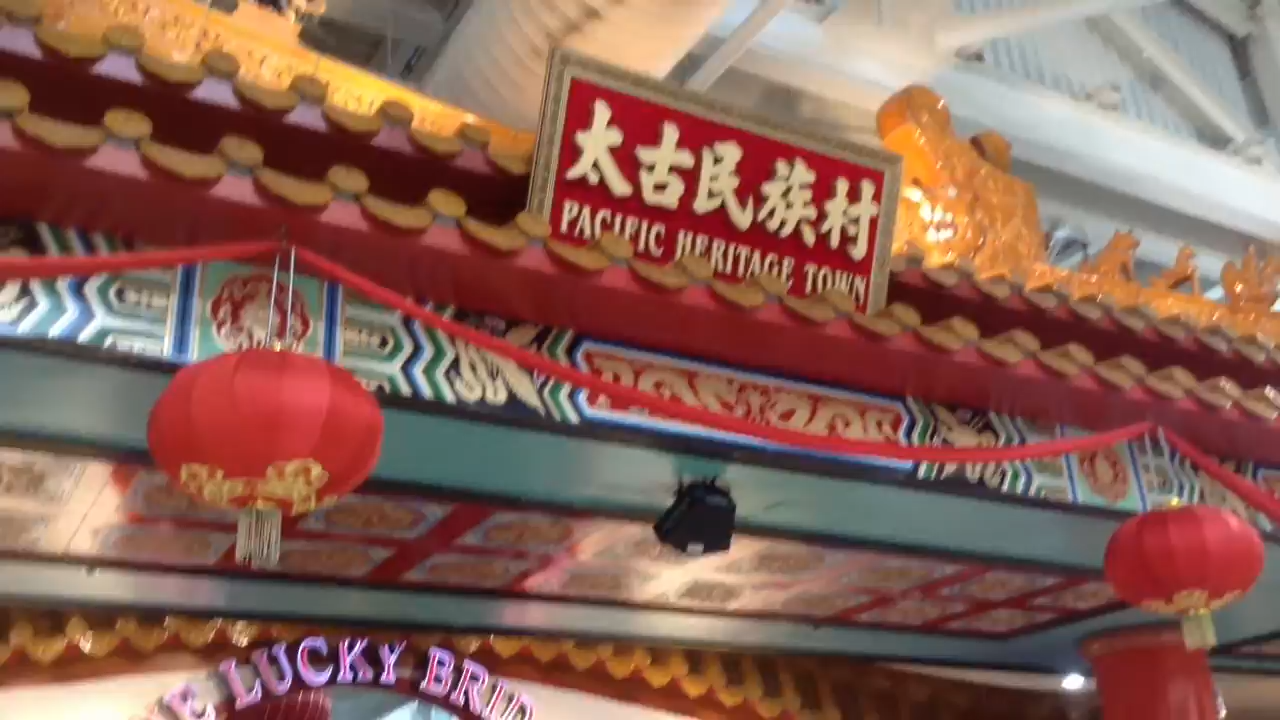 太古民族村
PACIFIC HERITAGE TOWN
LUCKY